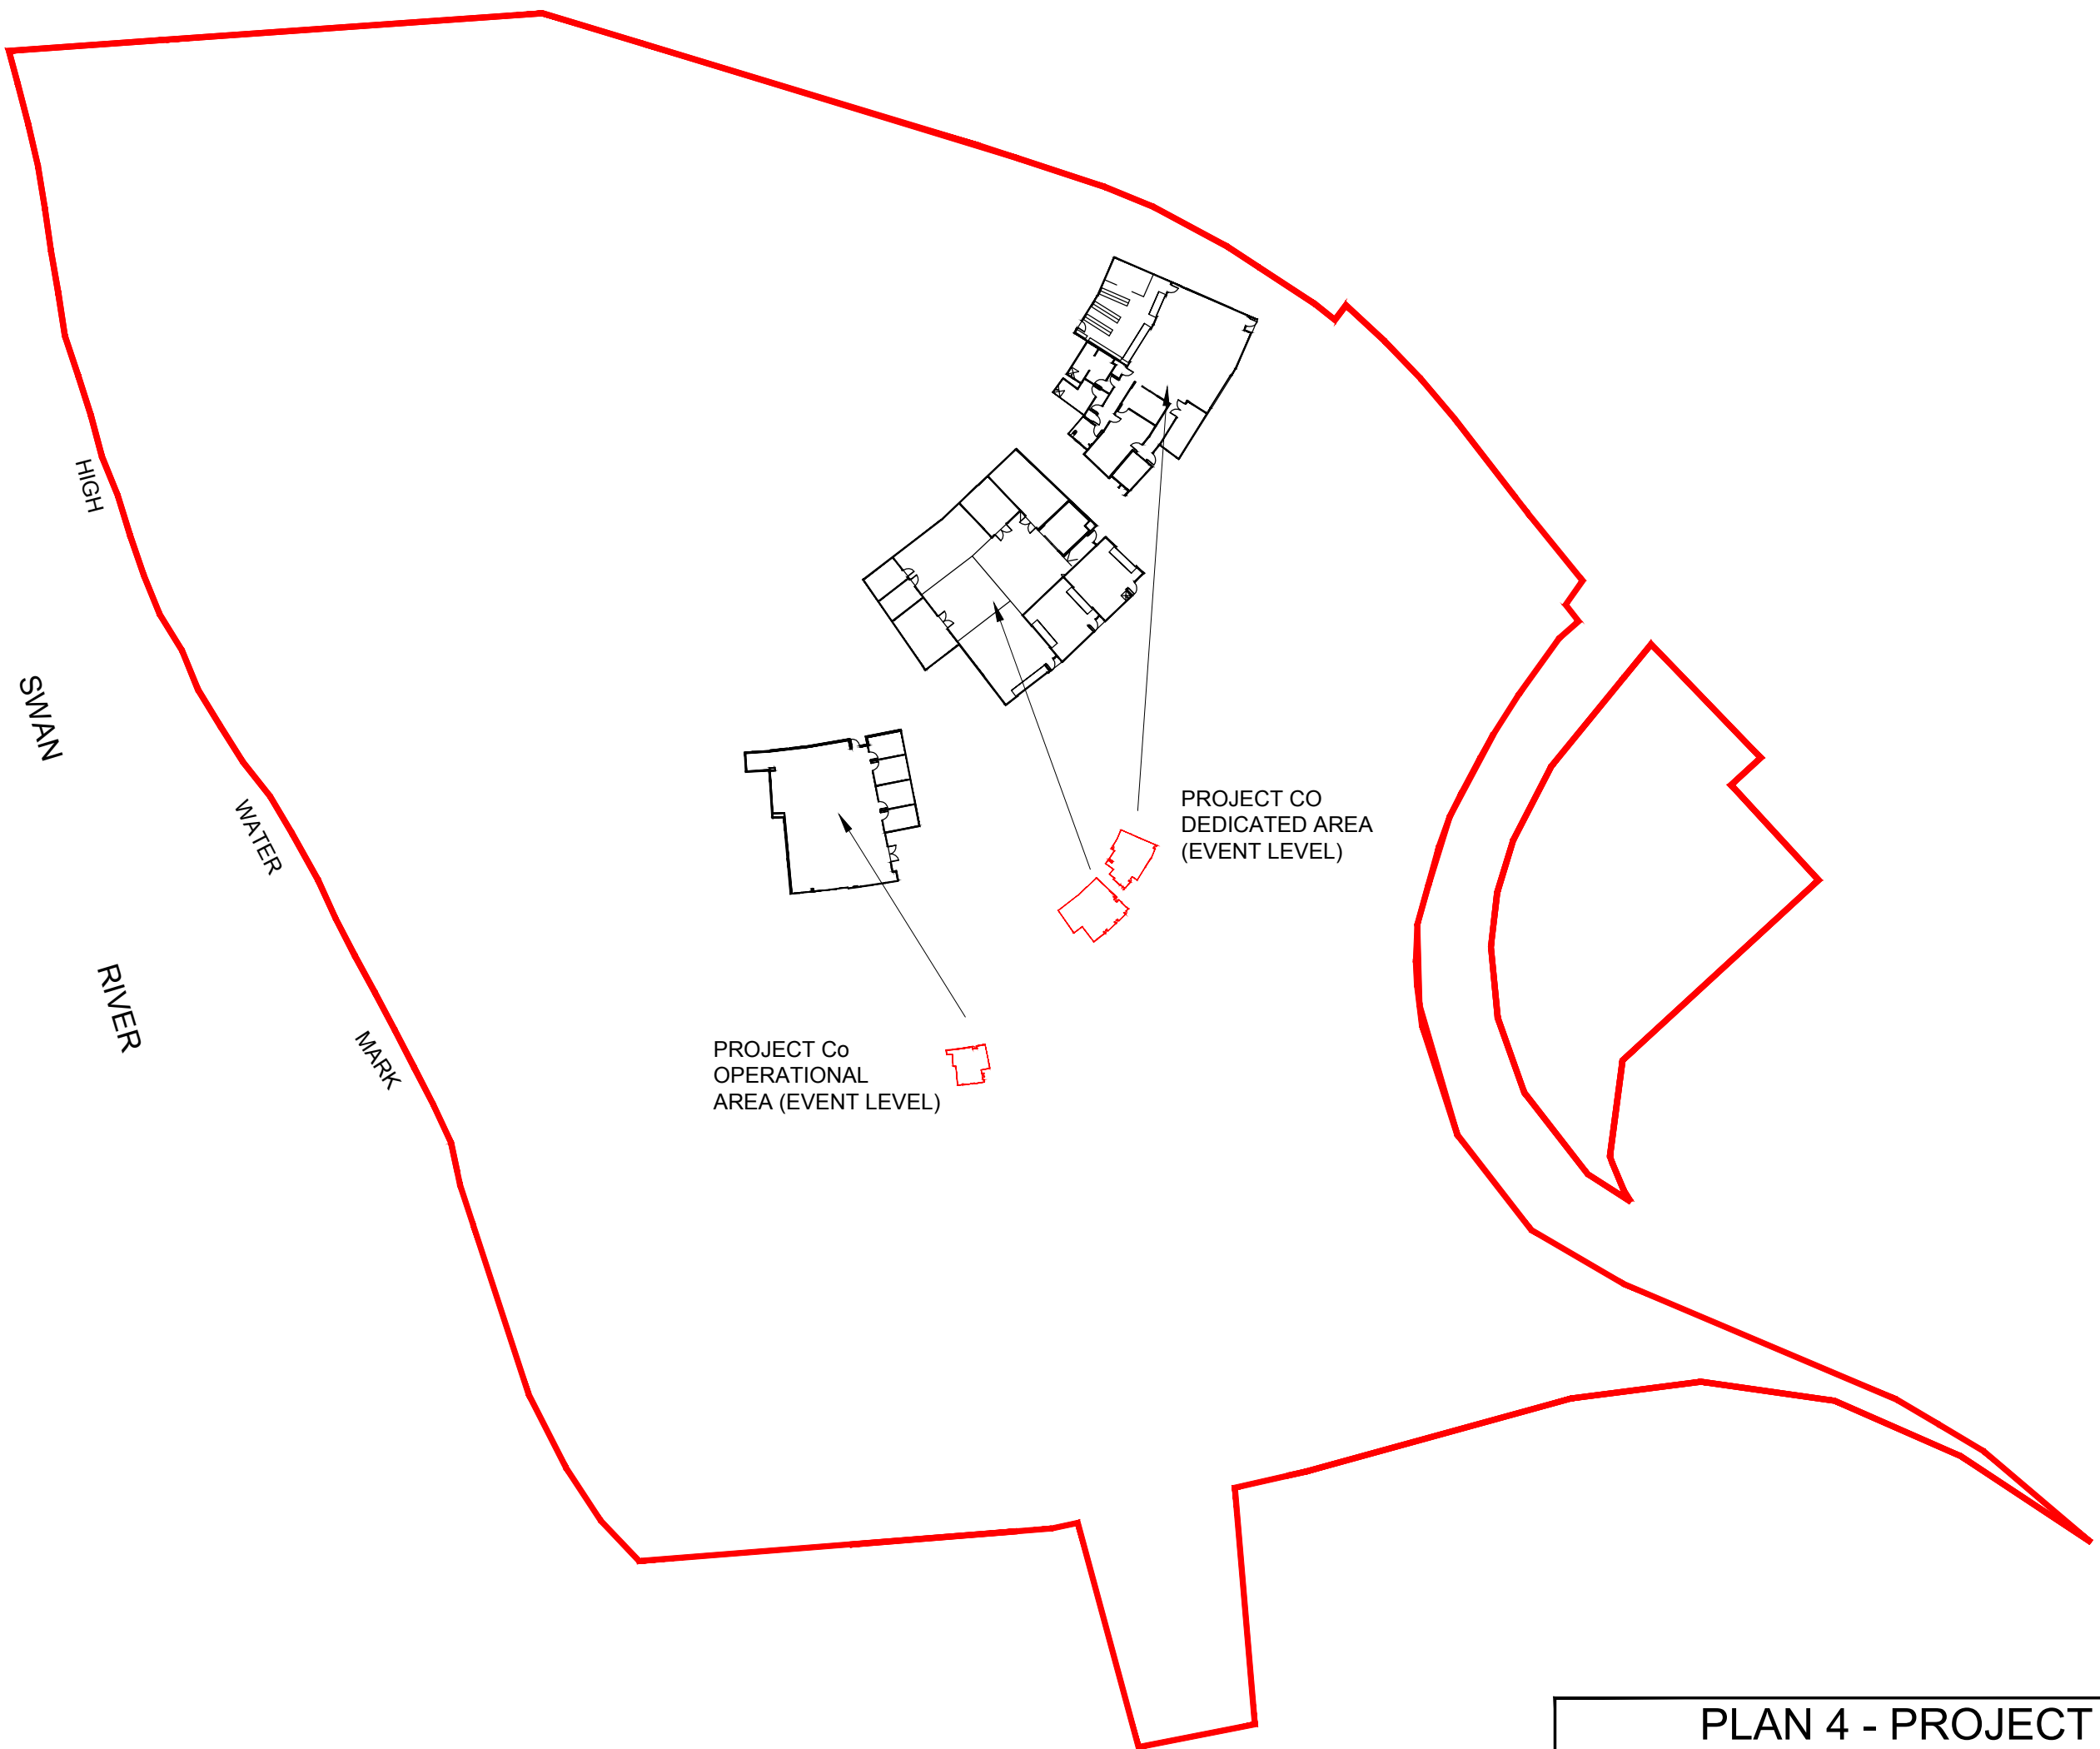 HIGH
WATER
MARK
SWAN
RIVER
PROJECT CO
DEDICATED AREA
(EVENT LEVEL)
PROJECT Co
OPERATIONAL
AREA (EVENT LEVEL)
PLAN 4 - PROJECT